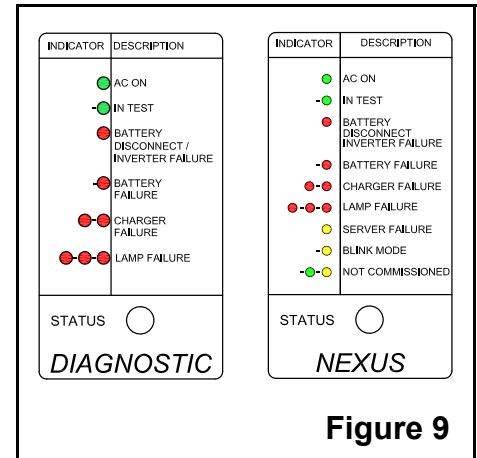 INDICATOR DESCRIPTION
AC ON
IN TEST
BATTERY
DISCONNECT /
INVERTER FAILURE
BATTERY
FAILURE
CHARGER
FAILURE
LAMP FAILURE
STATUS
DIAGNOSTIC
INDICATOR DESCRIPTION
AC ON
IN TEST
BATTERY
DISCONNECT
INVERTER FAILURE
BATTERY FAILURE
CHARGER FAILURE
LAMP FAILURE
SERVER FAILURE
BLINK MODE
NOT COMMISSIONED
STATUS
NEXUS
Figure 9